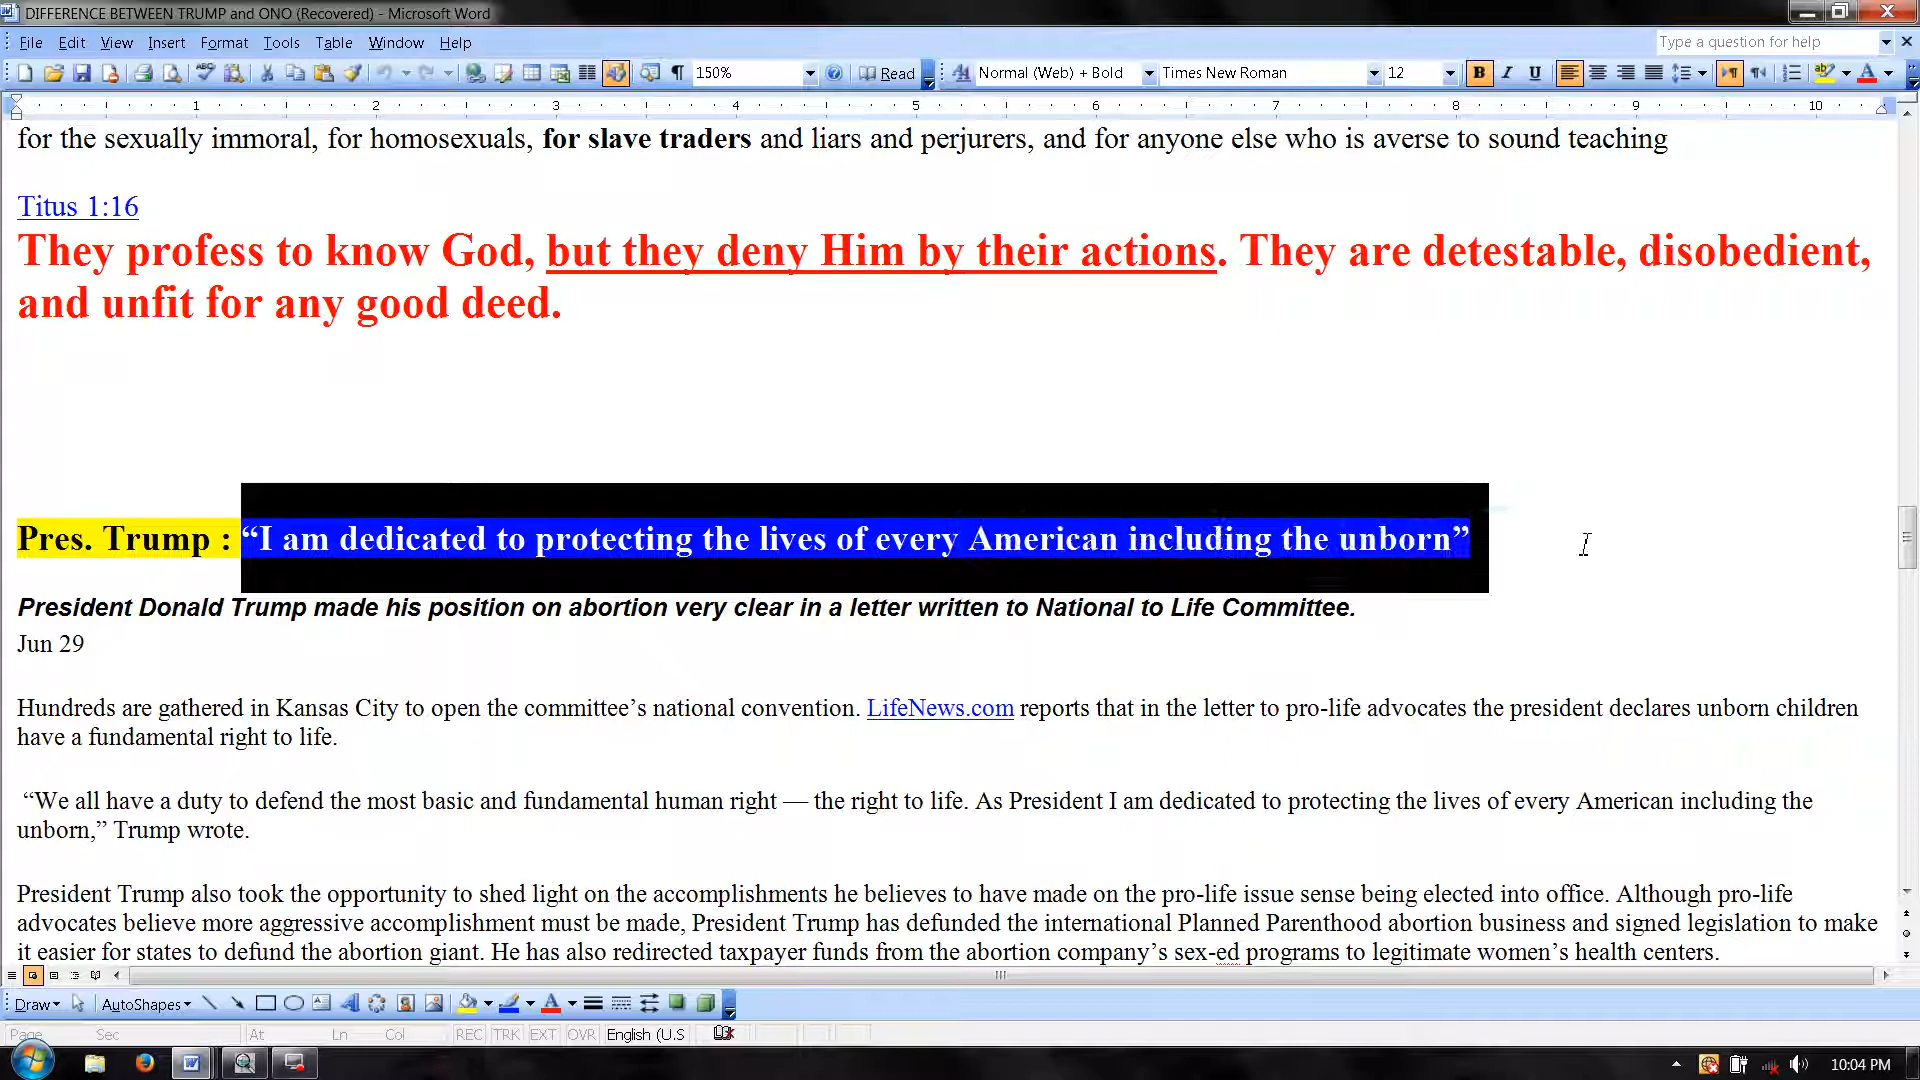 DIFFERENCE BETWEEN TRUMP and ONO (Recovered) - Microsoft Word
File Edit View Insert Format Tools Table Window Help
Type a question for help
150% Read Normal (Web) + Bold Times New Roman 12 B I U
1 2 3 4 5 6 7 8 9 10
for the sexually immoral, for homosexuals, for slave traders and liars and perjurers, and for anyone else who is averse to sound teaching
Titus 1:16
They profess to know God, but they deny Him by their actions. They are detestable, disobedient,
and unfit for any good deed.
Pres. Trump : “I am dedicated to protecting the lives of every American including the unborn”
President Donald Trump made his position on abortion very clear in a letter written to National to Life Committee.
Jun 29
Hundreds are gathered in Kansas City to open the committee’s national convention. LifeNews.com reports that in the letter to pro-life advocates the president declares unborn children
have a fundamental right to life.
“We all have a duty to defend the most basic and fundamental human right — the right to life. As President I am dedicated to protecting the lives of every American including the
unborn,” Trump wrote.
President Trump also took the opportunity to shed light on the accomplishments he believes to have made on the pro-life issue sense being elected into office. Although pro-life
advocates believe more aggressive accomplishment must be made, President Trump has defunded the international Planned Parenthood abortion business and signed legislation to make
it easier for states to defund the abortion giant. He has also redirected taxpayer funds from the abortion company’s sex-ed programs to legitimate women’s health centers.
Draw AutoShapes
Page Sec At Ln Col REC TRK EXT OVR English (U.S
10:04 PM